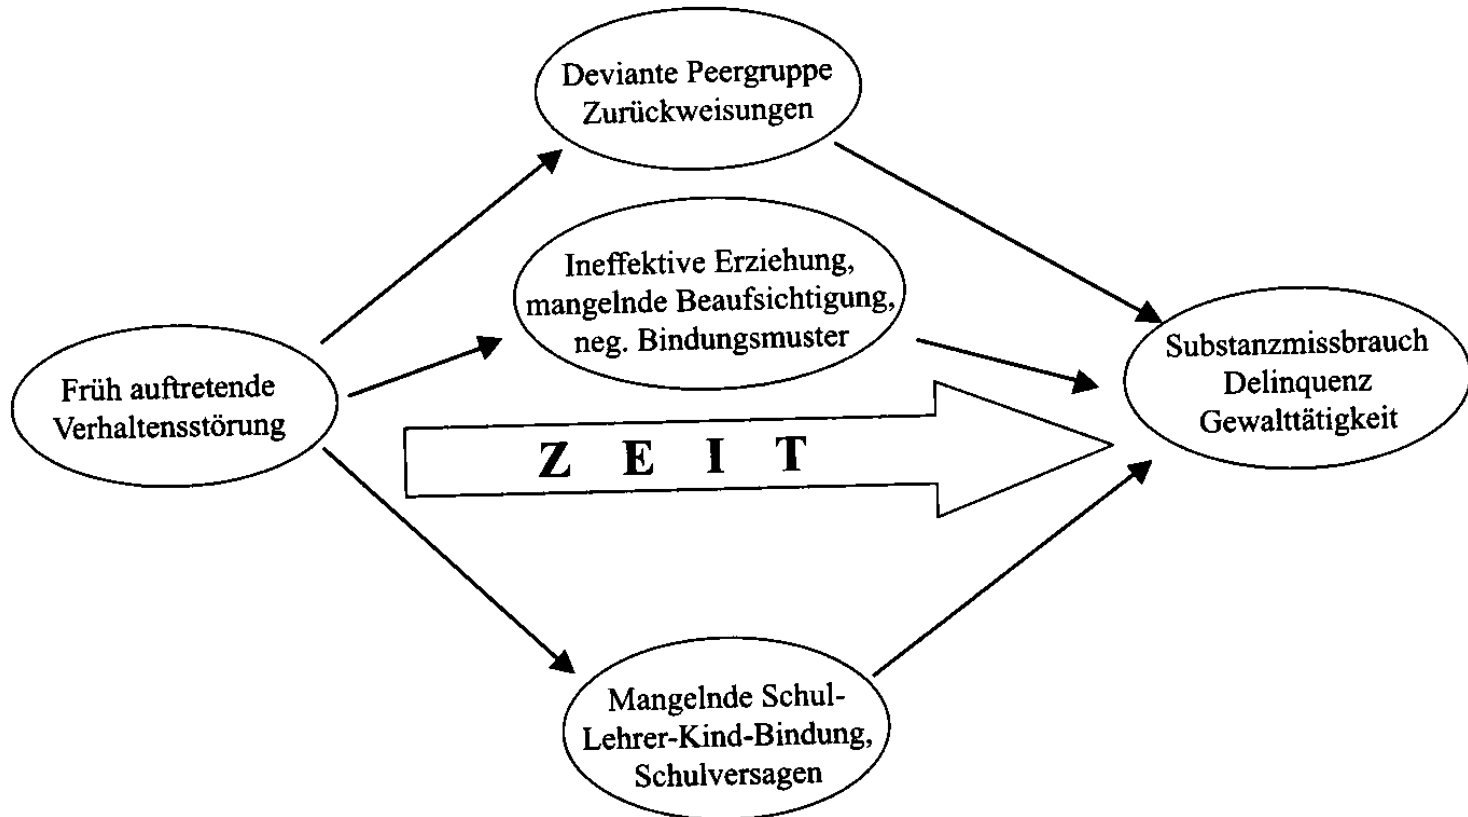 Deviante Peergruppe
Zurückweisungen
Ineffektive Erziehung,
mangelnde Beaufsichtigung,
neg. Bindungsmuster
Früh auftretende
Verhaltensstörung
Substanzmissbrauch
Delinquenz
Gewalttätigkeit
Z E I T
Mangelnde Schul-
Lehrer-Kind-Bindung,
Schulversagen